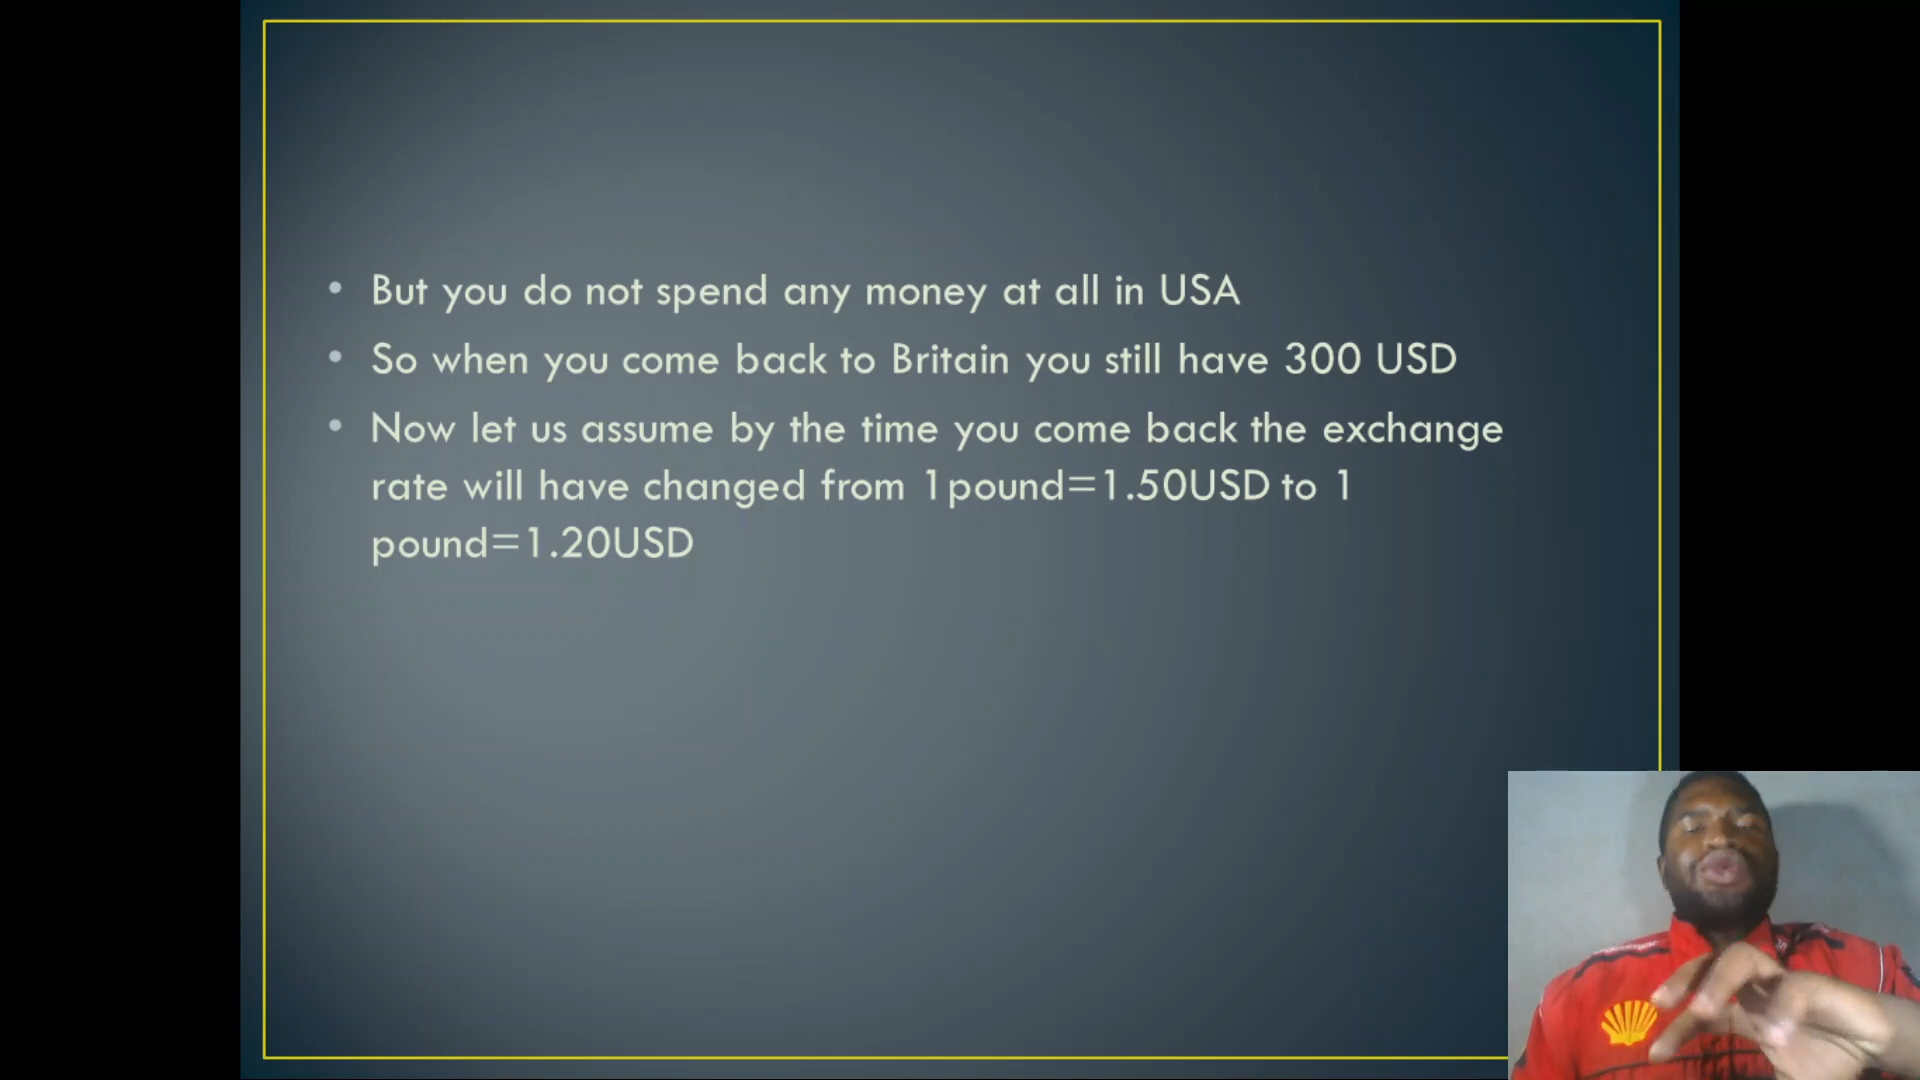 • But you do not spend any money at all in USA
• So when you come back to Britain you still have 300 USD
• Now let us assume by the time you come back the exchange
rate will have changed from 1pound=1.50USD to 1
pound=1.20USD